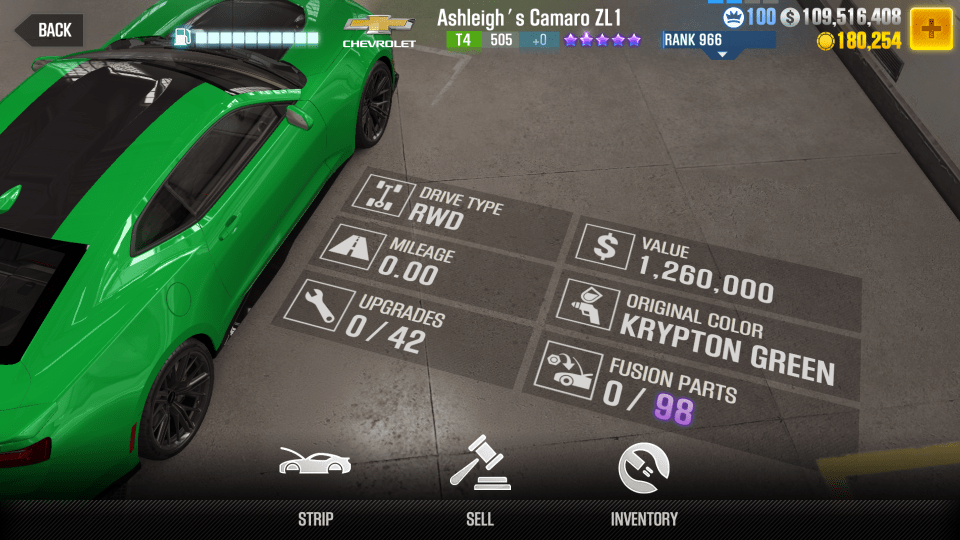 BACK
CHEVROLET
Ashleigh's Camaro ZL1
T4 505 +0
100 109,516,408
RANK 966
180,254
DRIVE TYPE
RWD
MILEAGE
0.00
UPGRADES
0 / 42
VALUE
1,260,000
ORIGINAL COLOR
KRYPTON GREEN
FUSION PARTS
0 / 98
STRIP
SELL
INVENTORY